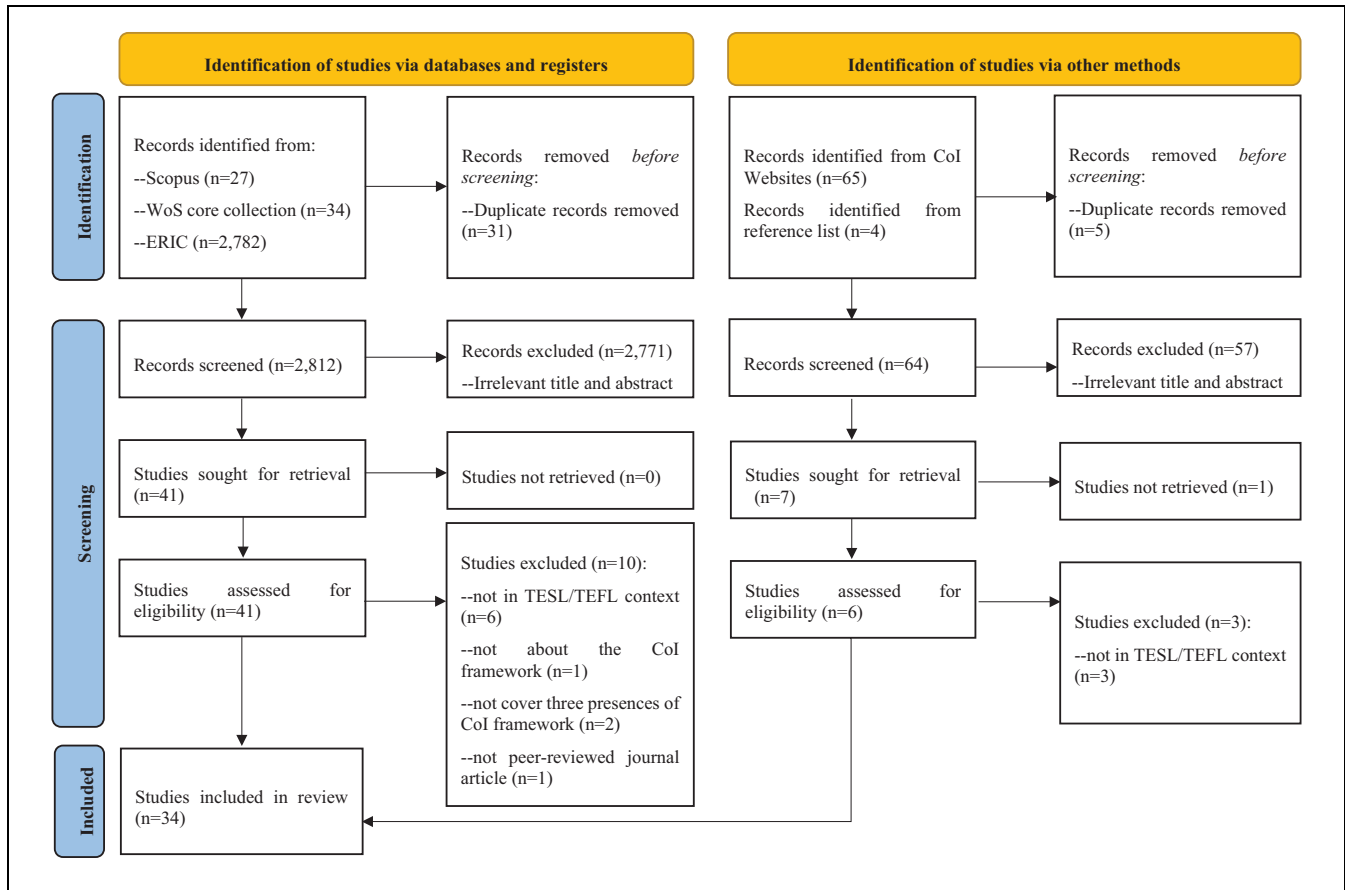 Identification of studies via databases and registers
Identification of studies via other methods
Identification
Records identified from:
--Scopus (n=27)
--WoS core collection (n=34)
--ERIC (n=2,782)
Records removed before
screening:
--Duplicate records removed
(n=31)
Records identified from CoI
Websites (n=65)
Records identified from
reference list (n=4)
Records removed before
screening:
--Duplicate records removed
(n=5)
Screening
Records screened (n=2,812)
Records excluded (n=2,771)
--Irrelevant title and abstract
Records screened (n=64)
Records excluded (n=57)
--Irrelevant title and abstract
Studies sought for retrieval
(n=41)
Studies not retrieved (n=0)
Studies sought for retrieval
(n=7)
Studies not retrieved (n=1)
Studies assessed for
eligibility (n=41)
Studies excluded (n=10):
--not in TESL/TEFL context
(n=6)
--not about the CoI
framework (n=1)
--not cover three presences of
CoI framework (n=2)
--not peer-reviewed journal
article (n=1)
Studies assessed for
eligibility (n=6)
Studies excluded (n=3):
--not in TESL/TEFL context
(n=3)
Included
Studies included in review
(n=34)